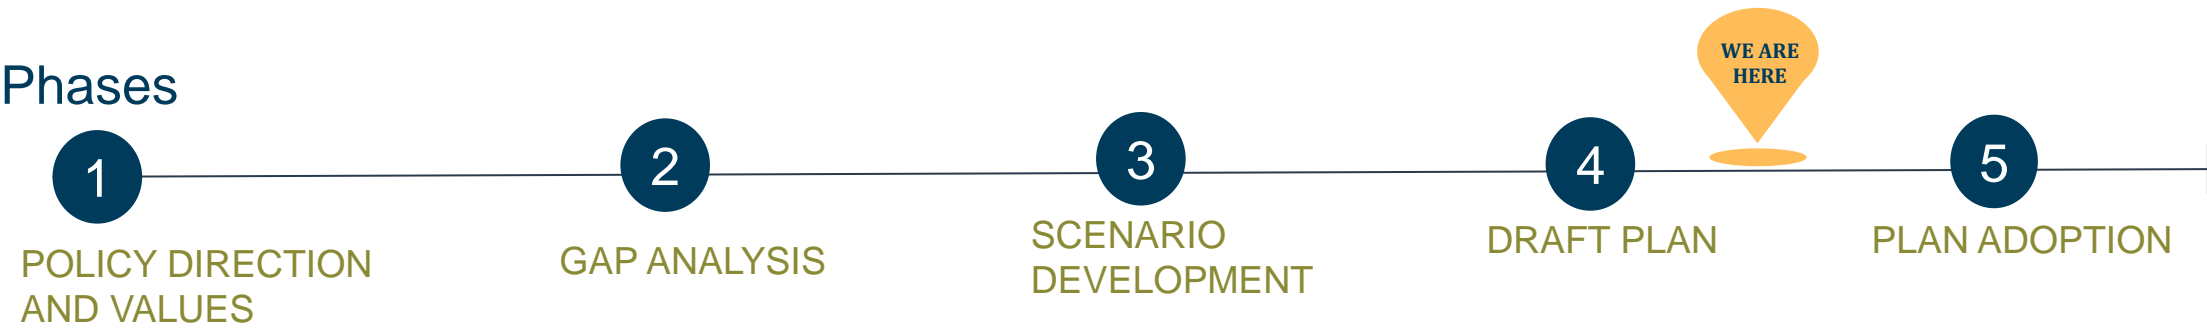 WE ARE
HERE
Phases
1
2
3
4
5
POLICY DIRECTION
AND VALUES
GAP ANALYSIS
SCENARIO
DEVELOPMENT
DRAFT PLAN
PLAN ADOPTION